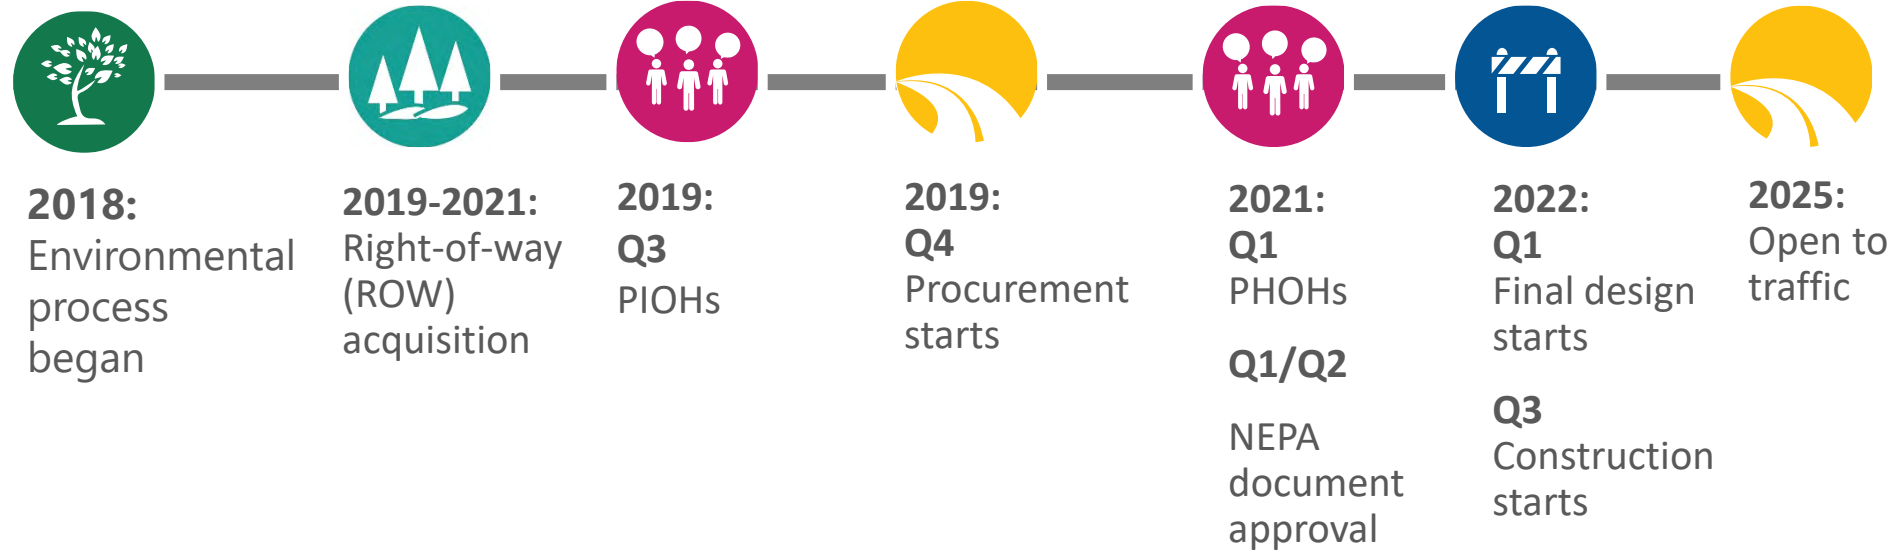 2018:
Environmental
process
began
2019-2021:
Right-of-way
(ROW)
acquisition
2019:
Q3
PIOHs
2019:
Q4
Procurement
starts
2021:
Q1
PHOHs
Q1/Q2
NEPA
document
approval
2022:
Q1
Final design
starts
Q3
Construction
starts
2025:
Open to
traffic